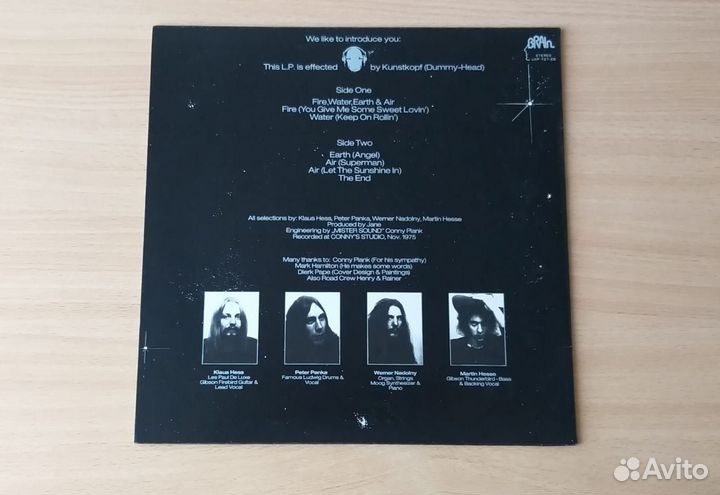 We like to introduce you:
BRAIN
STEREO
This L.P. is effected by Kunstkopf (Dummy-Head)
Side One
Fire,Water,Earth & Air
Fire (You Give Me Some Sweet Lovin')
Water (Keep On Rollin')
Side Two
Earth (Angel)
Air (Superman)
Air (Let The Sunshine In)
The End
All selections by: Klaus Hess, Peter Panka, Werner Nadolny, Martin Hesse
Produced by Jane
Engineering by „MISTER SOUND" Conny Plank
Recorded at CONNY'S STUDIO, Nov. 1975
Many thanks to: Conny Plank (For his sympathy)
Mark Hamilton (He makes some words)
Dierk Pape (Cover Design & Paintings)
Also Road Crew Henry & Rainer
Klaus Hess
Les Paul De Luxe
Gibson Firebird Guitar &
Lead Vocal
Peter Panka
Famous Ludwig Drums &
Vocal
Werner Nadolny
Organ, Strings
Moog Synthesizer &
Piano
Martin Hesse
Gibson Thunderbird-Bass
& Backing Vocal
Avito